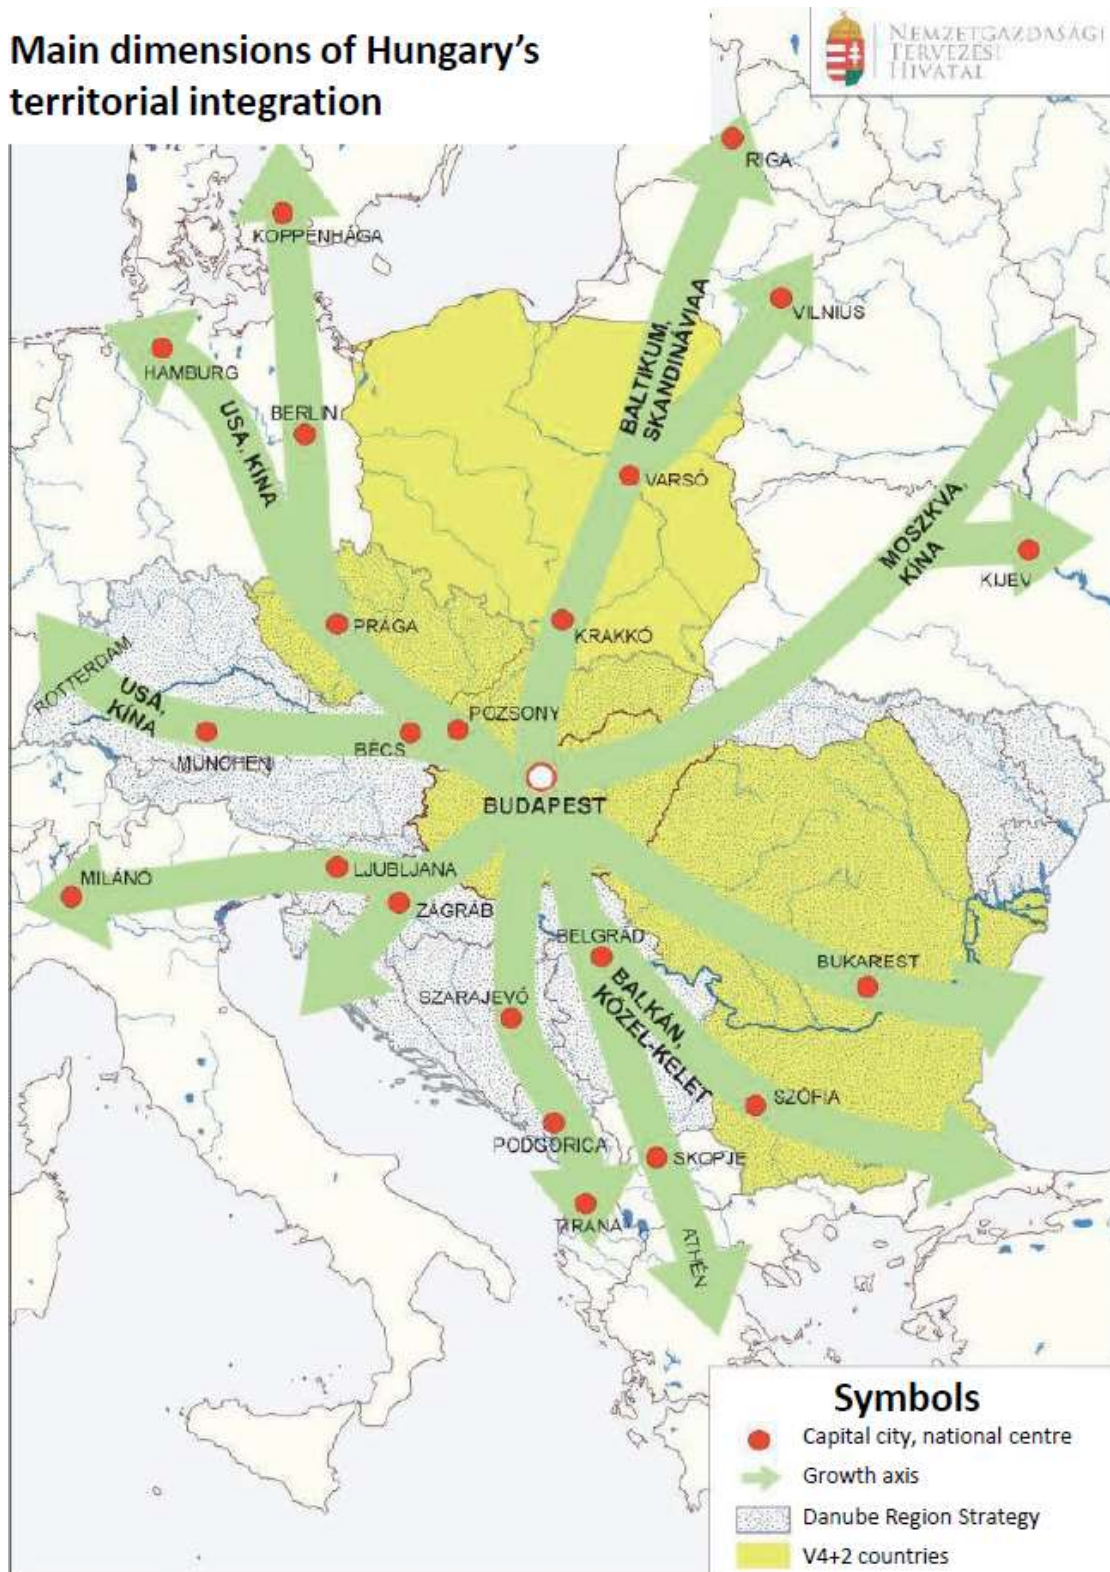 Main dimensions of Hungary's
territorial integration
NEMZETGAZDASÁGI
TERVEZÉSI
HIVATAL
RIGA
KOPPENHÁGA
VILNIUS
HAMBURG
BERLIN
USA, KÍNA
BALTIKUM,
SKANDINÁVIAA
VARSÓ
MOSZKVA,
KÍNA
KIJEV
PRÁGA
KRAKKÓ
ROTTERDAM
USA,
KÍNA
POZSONY
BÉCS
MÜNCHEN
BUDAPEST
LJUBLJANA
MILÁNÓ
ZÁGRÁB
BELGRÁD
BUKAREST
SZARAJEVÓ
BALKÁN,
KÖZEL-KELET
SZÓFIA
PODGORICA
SKOPJE
TIRANA
ATHÉN
Symbols
Capital city, national centre
Growth axis
Danube Region Strategy
V4+2 countries